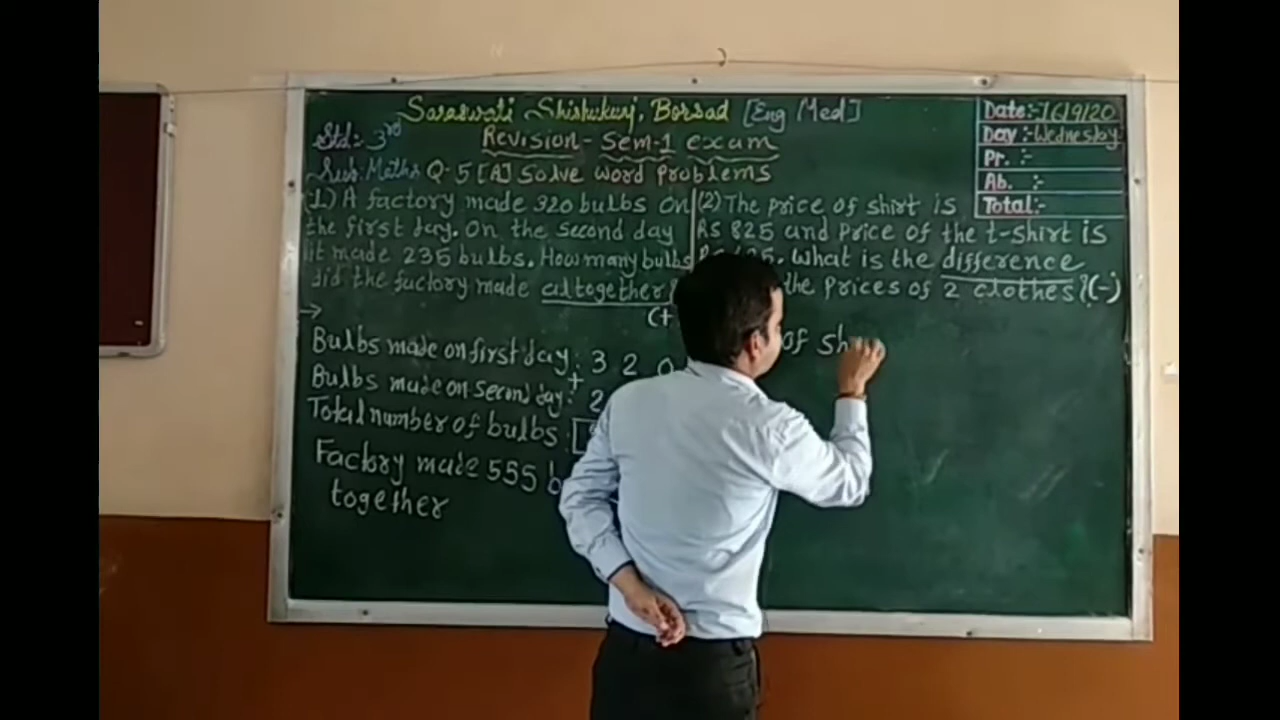 Saraswati Shishukunj, Borsad [Eng Med]
Date:- 16/9/20
Std:- 3rd
Revision- Sem-1 exam
Day:- Wednesday
Pr. :-
Sub: Maths Q-5 [A] Solve word problems
Ab. :-
Total:-
(1) A factory made 320 bulbs on
the first day. On the second day
it made 235 bulbs. How many bulbs
did the factory made altogether
(+
→
Bulbs made on first day: 3 2 0
+
Bulbs made on second day: 2
Total number of bulbs :
Factory made 555 b
together
(2) The price of shirt is
RS 825 and price of the t-shirt is
What is the difference
the prices of 2 clothes?(-)
of sh